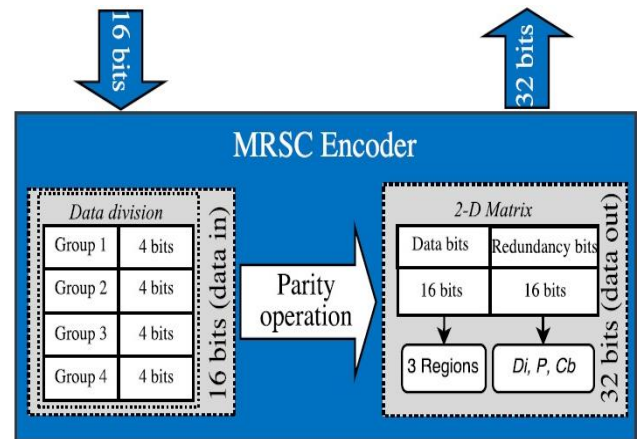 16 bits
32 bits
MRSC Encoder
Data division
Group 1 4 bits
Group 2 4 bits
Group 3 4 bits
Group 4 4 bits
16 bits (data in)
Parity
operation
2-D Matrix
Data bits Redundancy bits
16 bits 16 bits
3 Regions
Di, P, Cb
32 bits (data out)